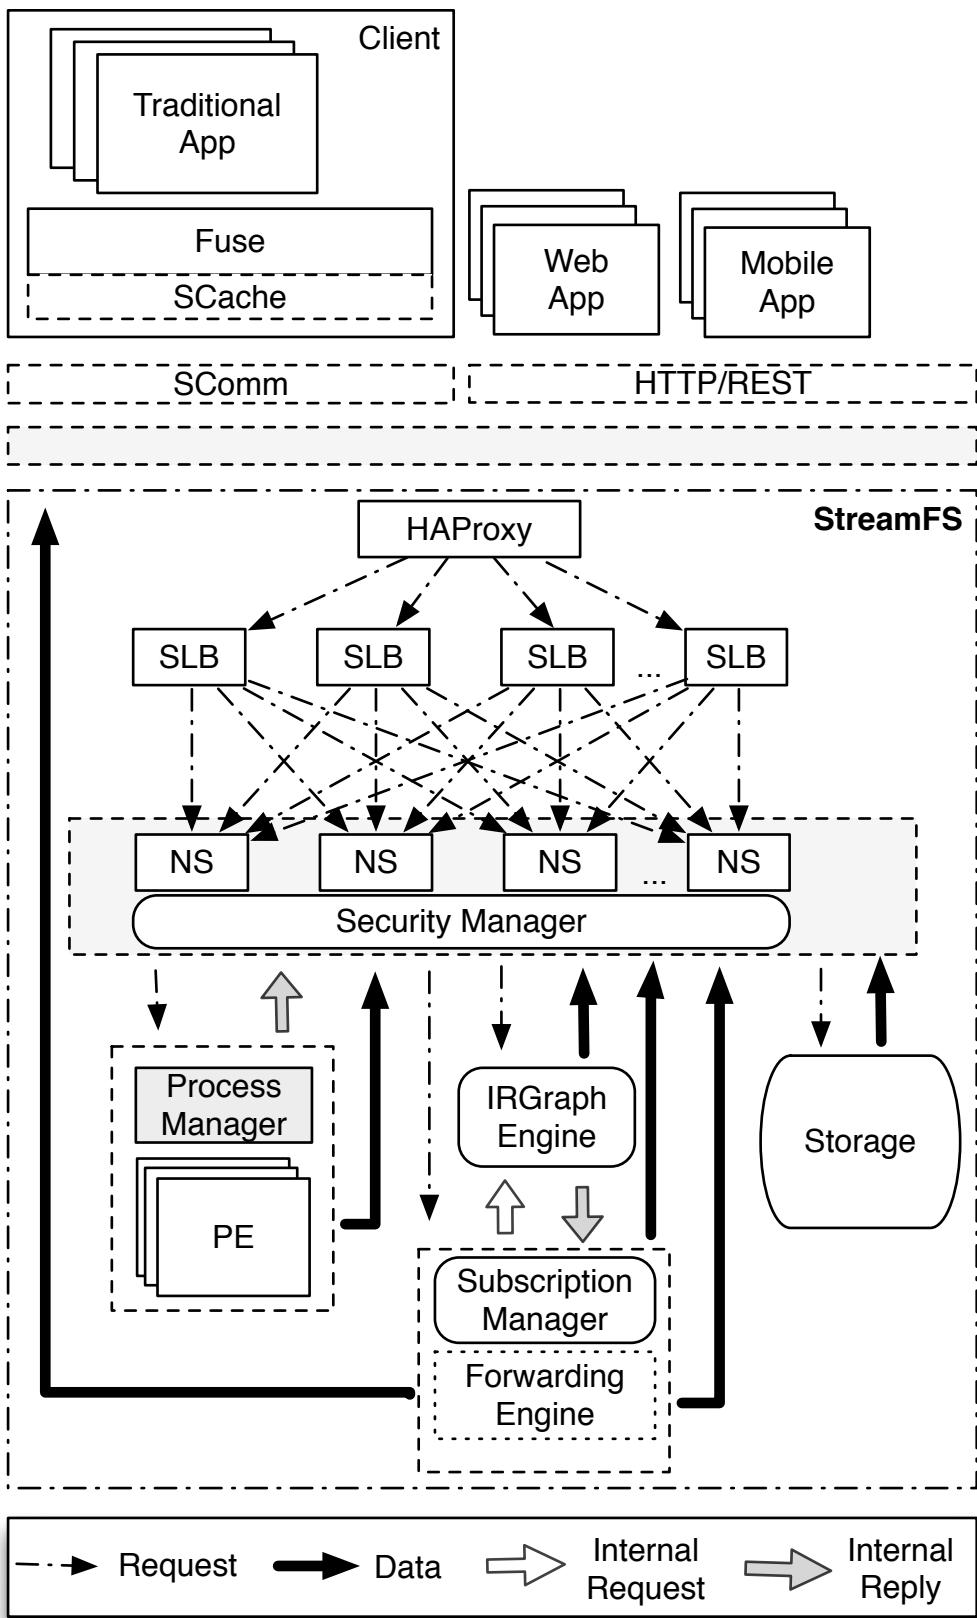 Client
Traditional
App
Fuse
SCache
Web
App
Mobile
App
SComm
HTTP/REST
StreamFS
HAProxy
SLB
SLB
SLB
...
SLB
NS
NS
NS
...
NS
Security Manager
Process
Manager
PE
IRGraph
Engine
Storage
Subscription
Manager
Forwarding
Engine
Request
Data
Internal
Request
Internal
Reply